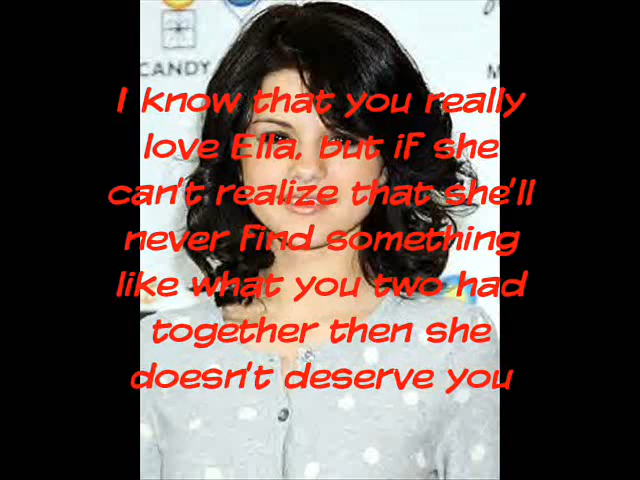 CANDY
M
I know that you really
love Ella, but if she
can't realize that she'll
never find something
like what you two had
together then she
doesn't deserve you